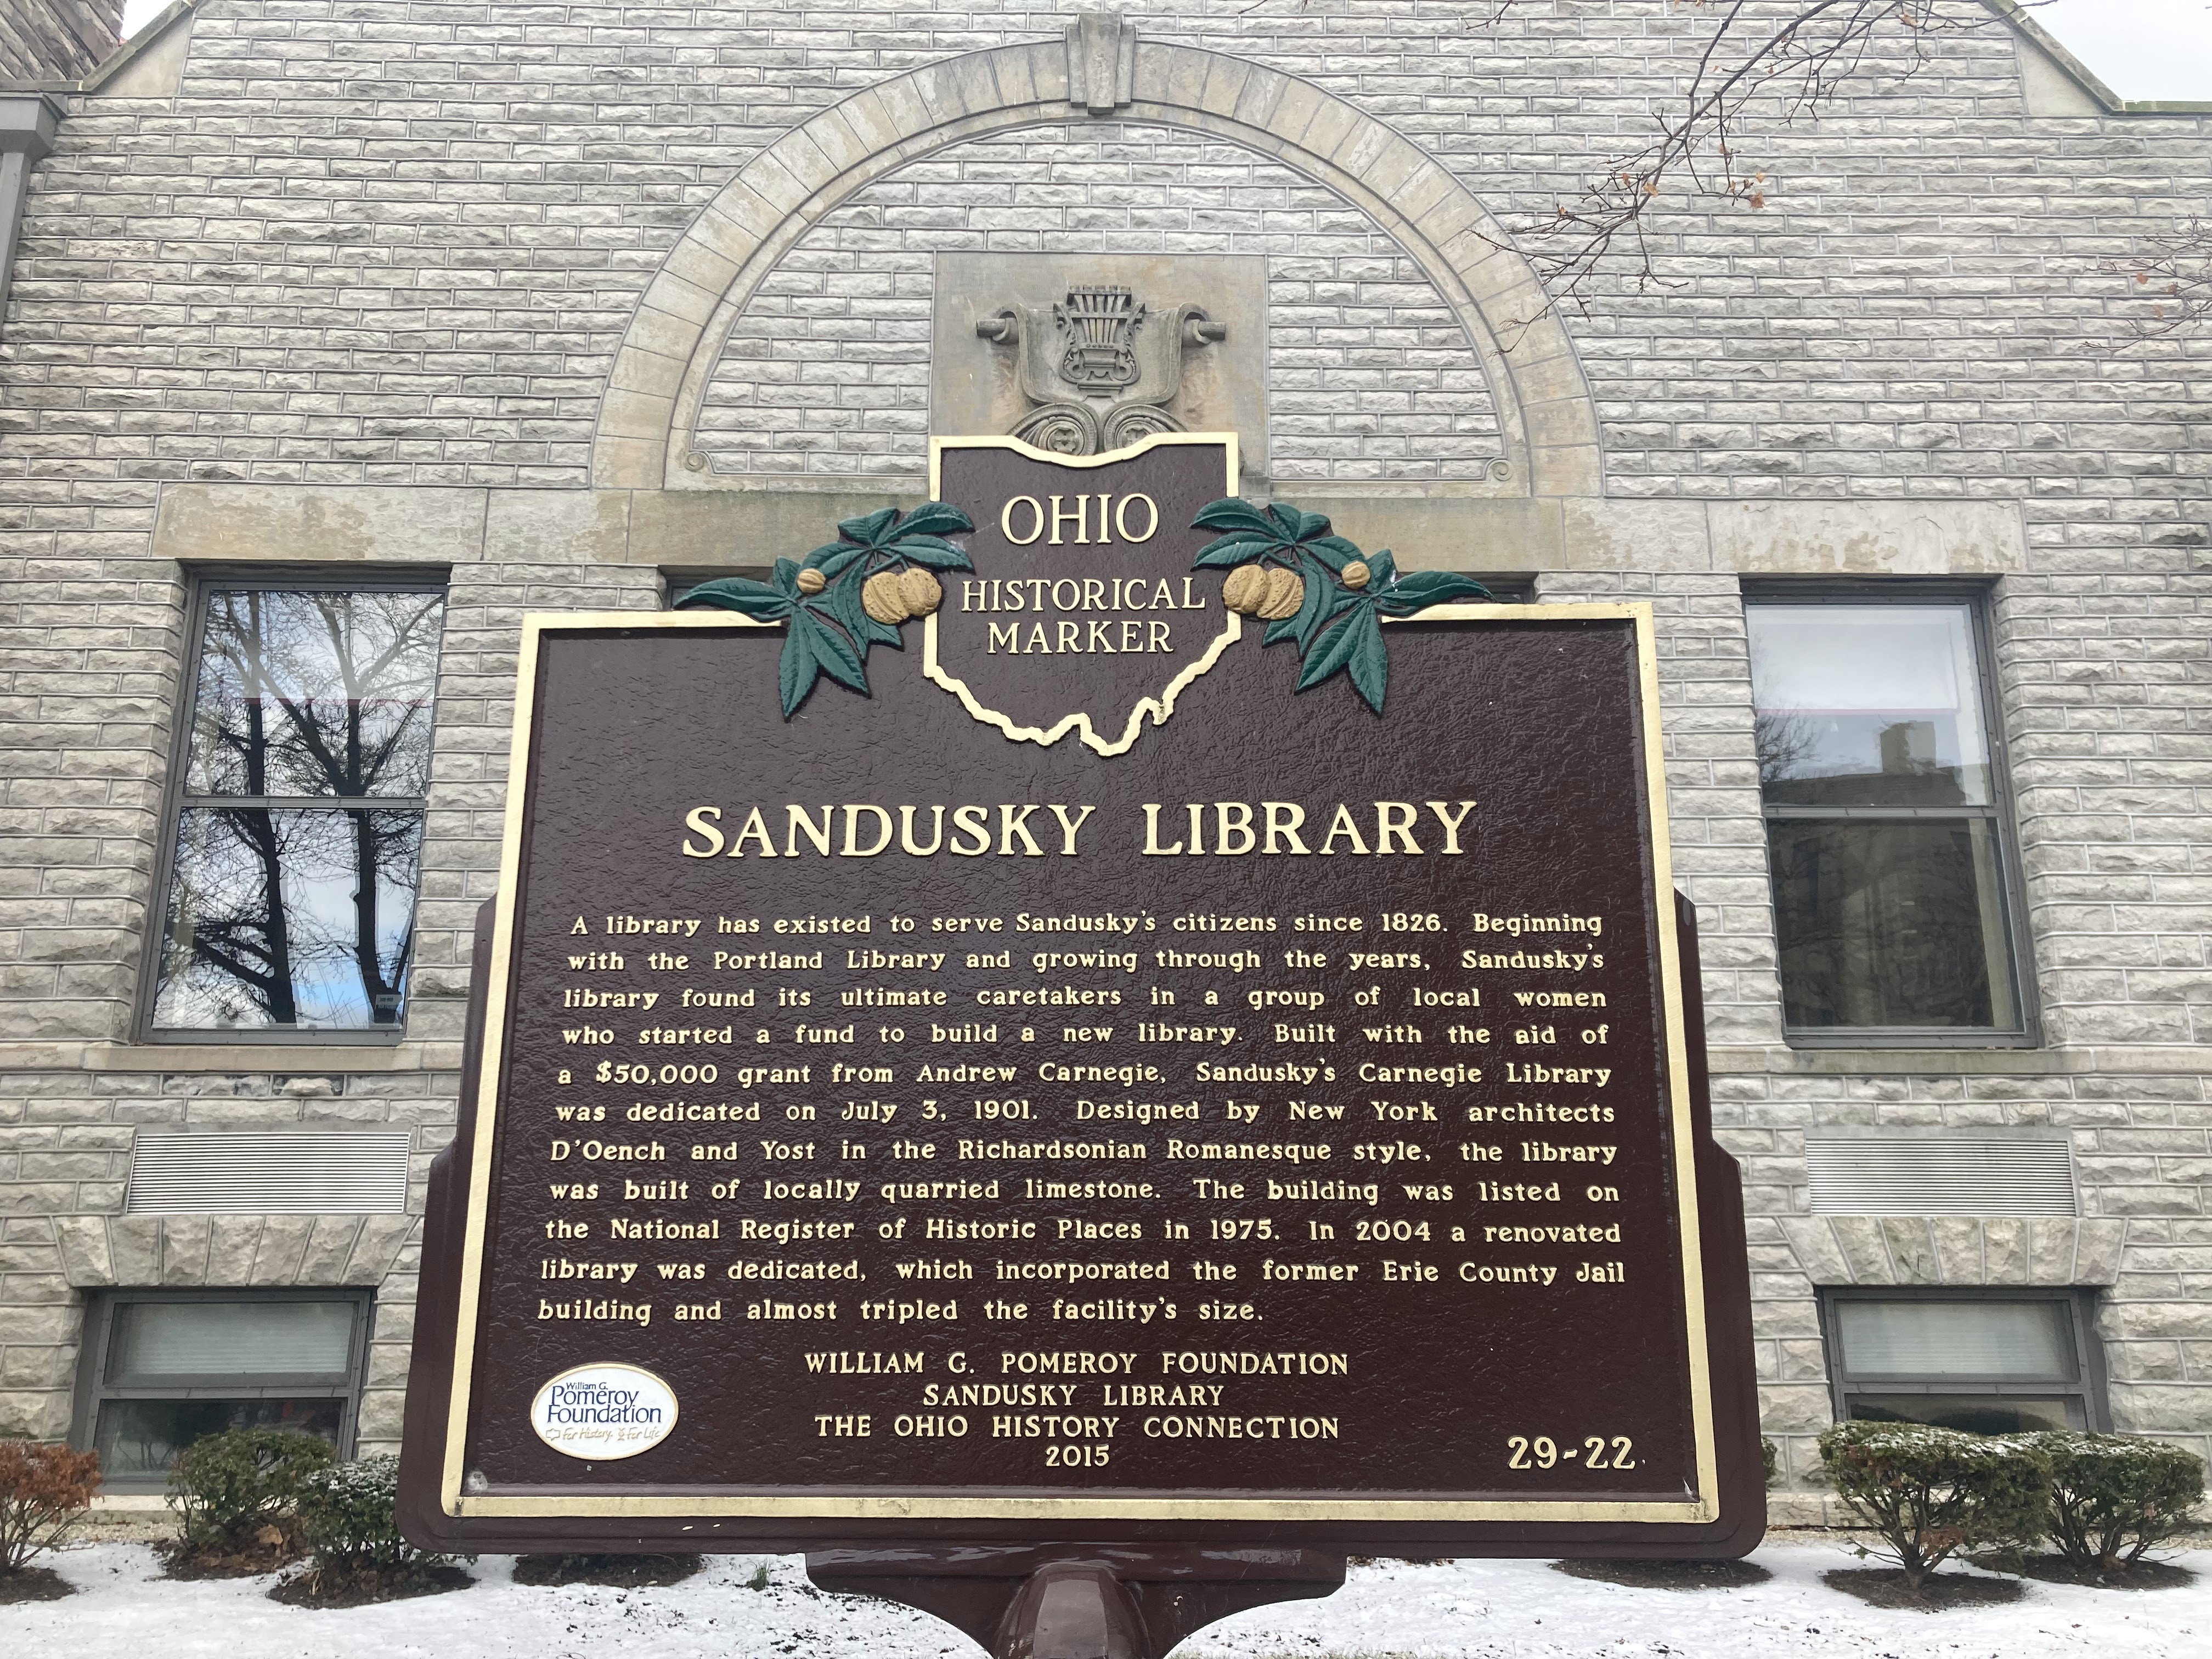 OHIO
HISTORICAL
MARKER
SANDUSKY LIBRARY
A library has existed to serve Sandusky's citizens since 1826. Beginning
with the Portland Library and growing through the years, Sandusky's
library found its ultimate caretakers in a group of local women
who started a fund to build a new library. Built with the aid of
a $50,000 grant from Andrew Carnegie, Sandusky's Carnegie Library
was dedicated on July 3, 1901. Designed by New York architects
D'Oench and Yost in the Richardsonian Romanesque style, the library
was built of locally quarried limestone. The building was listed on
the National Register of Historic Places in 1975. In 2004 a renovated
library was dedicated, which incorporated the former Erie County Jail
building and almost tripled the facility's size.
WILLIAM G. POMEROY FOUNDATION
SANDUSKY LIBRARY
THE OHIO HISTORY CONNECTION
2015
William G.
Pomeroy
Foundation
For History. For Life.
29-22